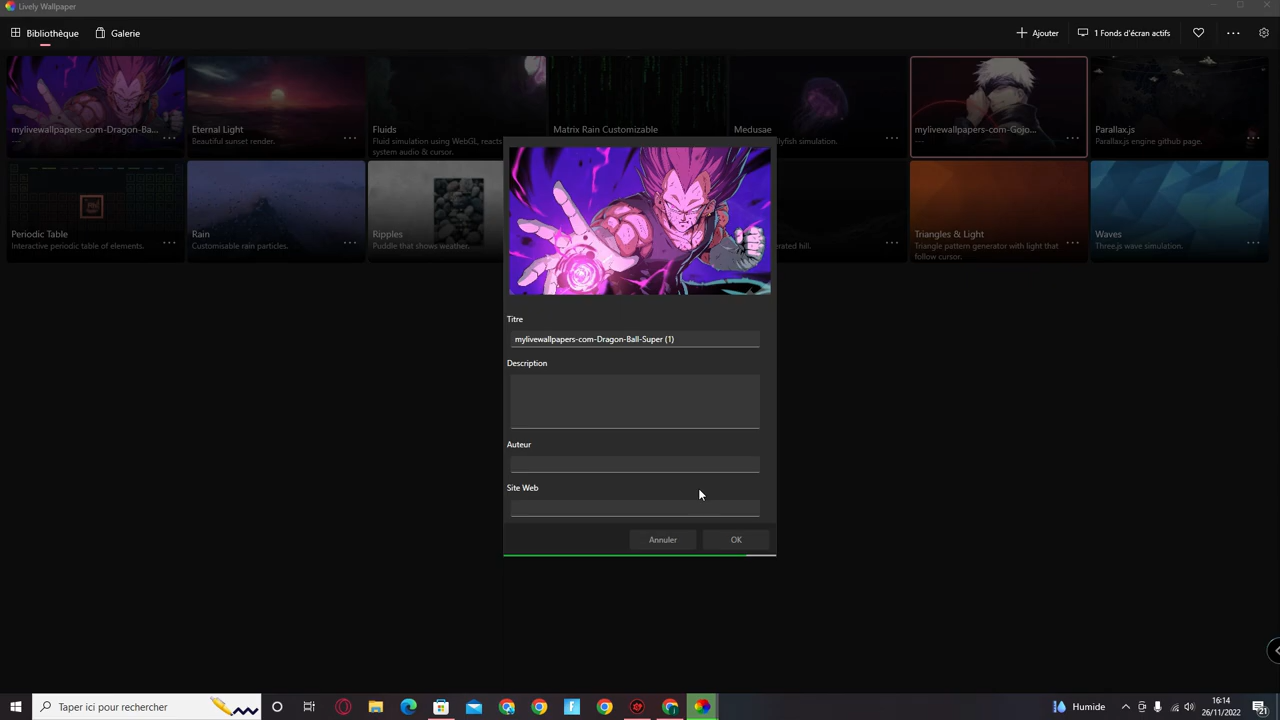 Lively Wallpaper
Bibliothèque
Galerie
Ajouter
1 Fonds d'écran actifs
mylivewallpapers-com-Dragon-Ba...
---
Eternal Light
Beautiful sunset render.
Fluids
Fluid simulation using WebGL, reacts
system audio & cursor.
Matrix Rain Customizable
Medusae
llyfish simulation.
mylivewallpapers-com-Gojo...
---
Parallax.js
Parallax.js engine github page.
Periodic Table
Interactive periodic table of elements.
Rain
Customisable rain particles.
Ripples
Puddle that shows weather.
erated hill.
Triangles & Light
Triangle pattern generator with light that
follow cursor.
Waves
Three.js wave simulation.
Titre
mylivewallpapers-com-Dragon-Ball-Super (1)
Description
Auteur
Site Web
Annuler
OK
Taper ici pour rechercher
Humide
16:14
26/11/2022